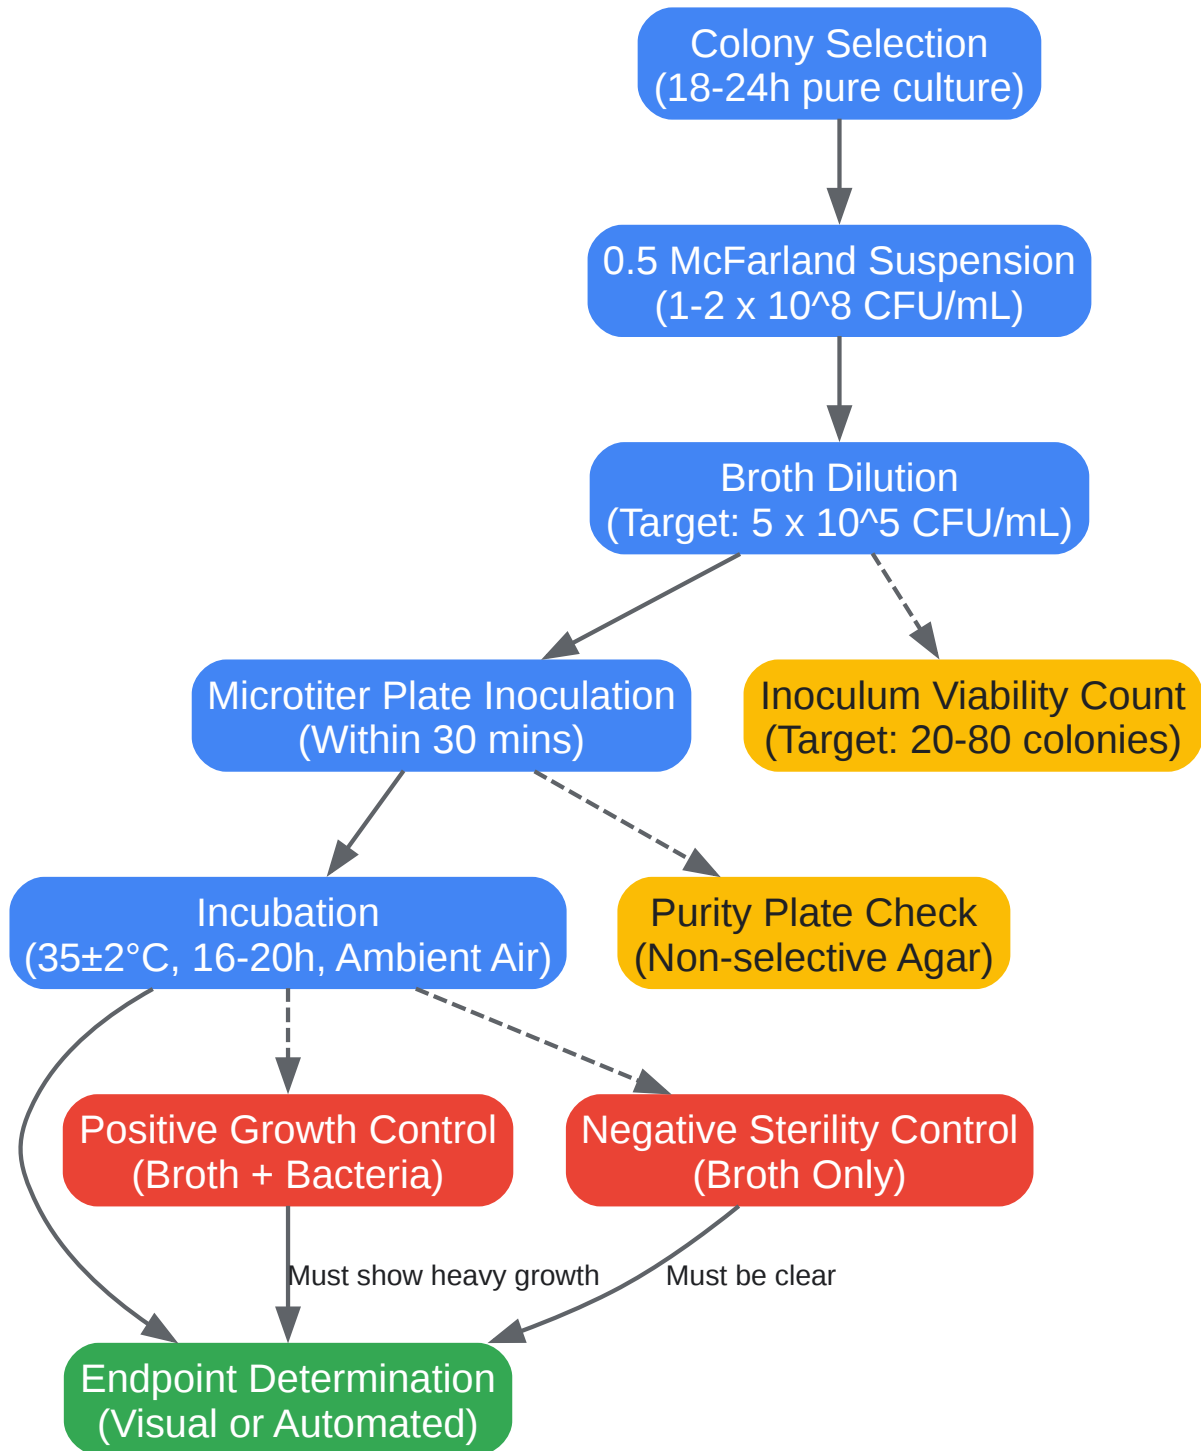 Colony Selection
(18-24h pure culture)
0.5 McFarland Suspension
(1-2 x 10^8 CFU/mL)
Broth Dilution
(Target: 5 x 10^5 CFU/mL)
Microtiter Plate Inoculation
(Within 30 mins)
Inoculum Viability Count
(Target: 20-80 colonies)
Incubation
(35±2°C, 16-20h, Ambient Air)
Purity Plate Check
(Non-selective Agar)
Positive Growth Control
(Broth + Bacteria)
Negative Sterility Control
(Broth Only)
Must show heavy growth
Must be clear
Endpoint Determination
(Visual or Automated)